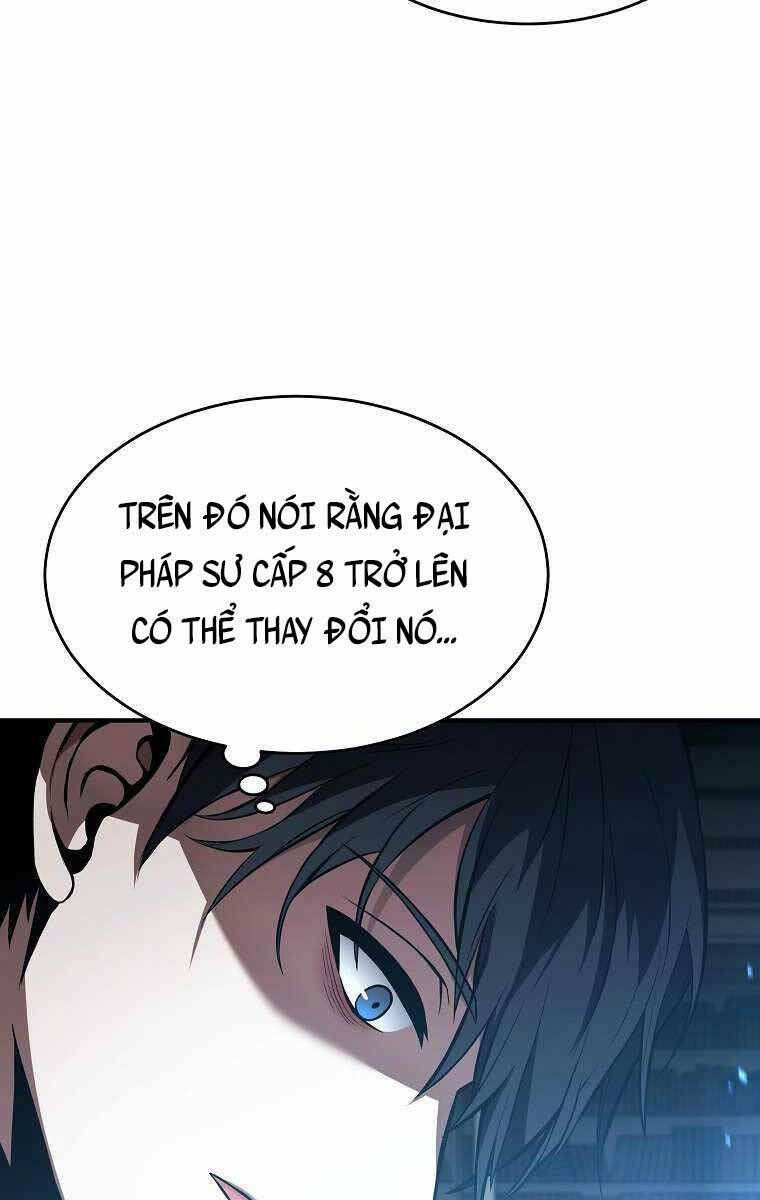 TRÊN ĐÓ NÓI RẰNG ĐẠI
PHÁP SƯ CẤP 8 TRỞ LÊN
CÓ THỂ THAY ĐỔI NÓ...